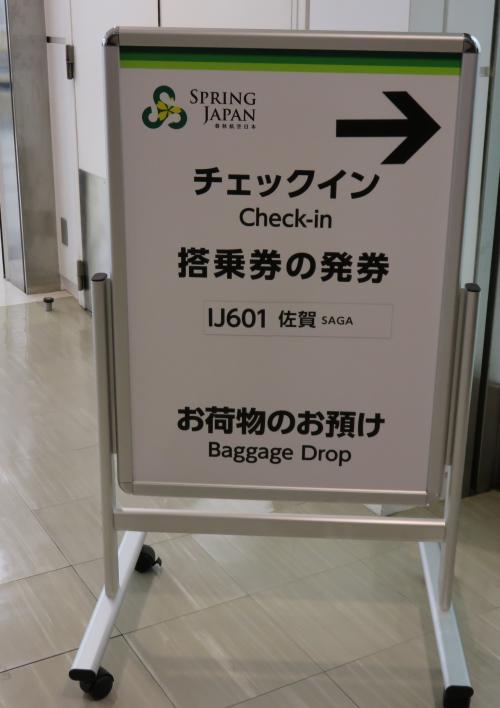 SPRING
JAPAN
春秋航空日本
チェックイン
Check-in
搭乗券の発券
IJ601 佐賀 SAGA
お荷物のお預け
Baggage Drop